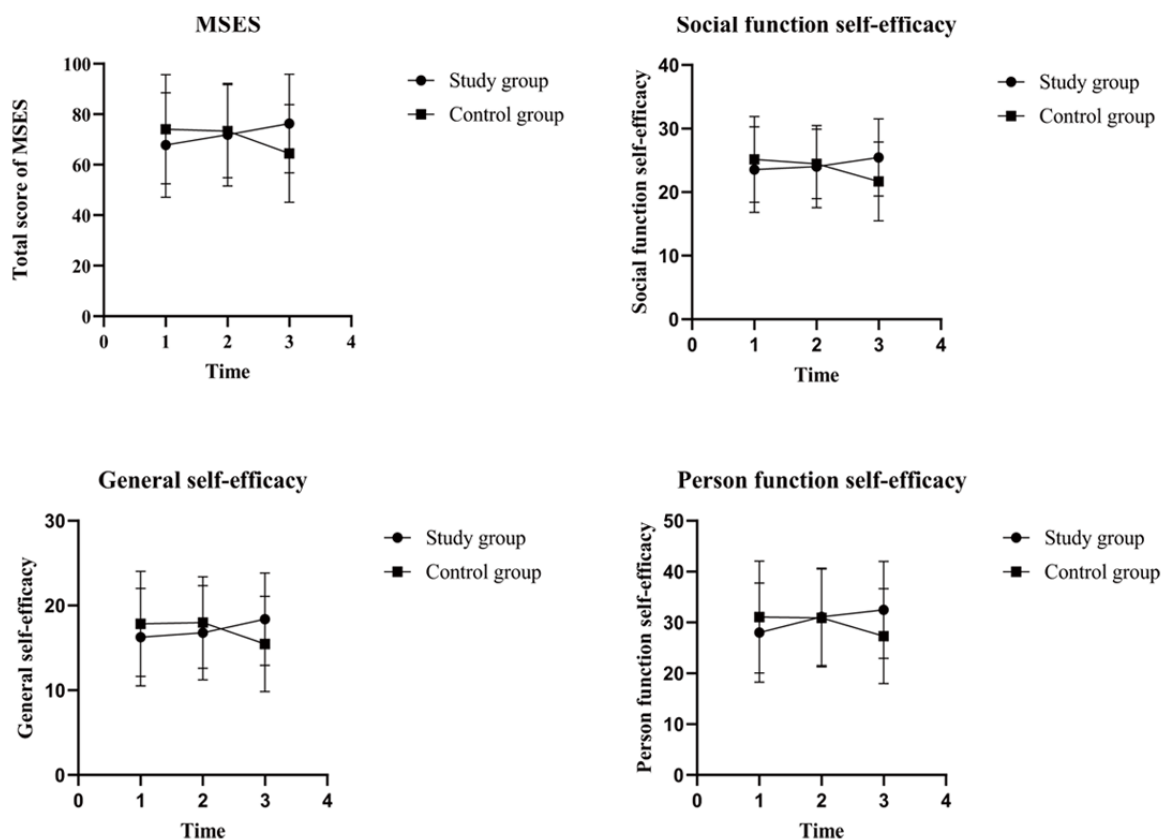 MSES
Total score of MSES
100
80
60
40
20
0
0 1 2 3 4
Time
Study group
Control group
Social function self-efficacy
Social function self-efficacy
40
30
20
10
0
0 1 2 3 4
Time
Study group
Control group
General self-efficacy
General self-efficacy
30
20
10
0
0 1 2 3 4
Time
Study group
Control group
Person function self-efficacy
Person function self-efficacy
50
40
30
20
10
0
0 1 2 3 4
Time
Study group
Control group